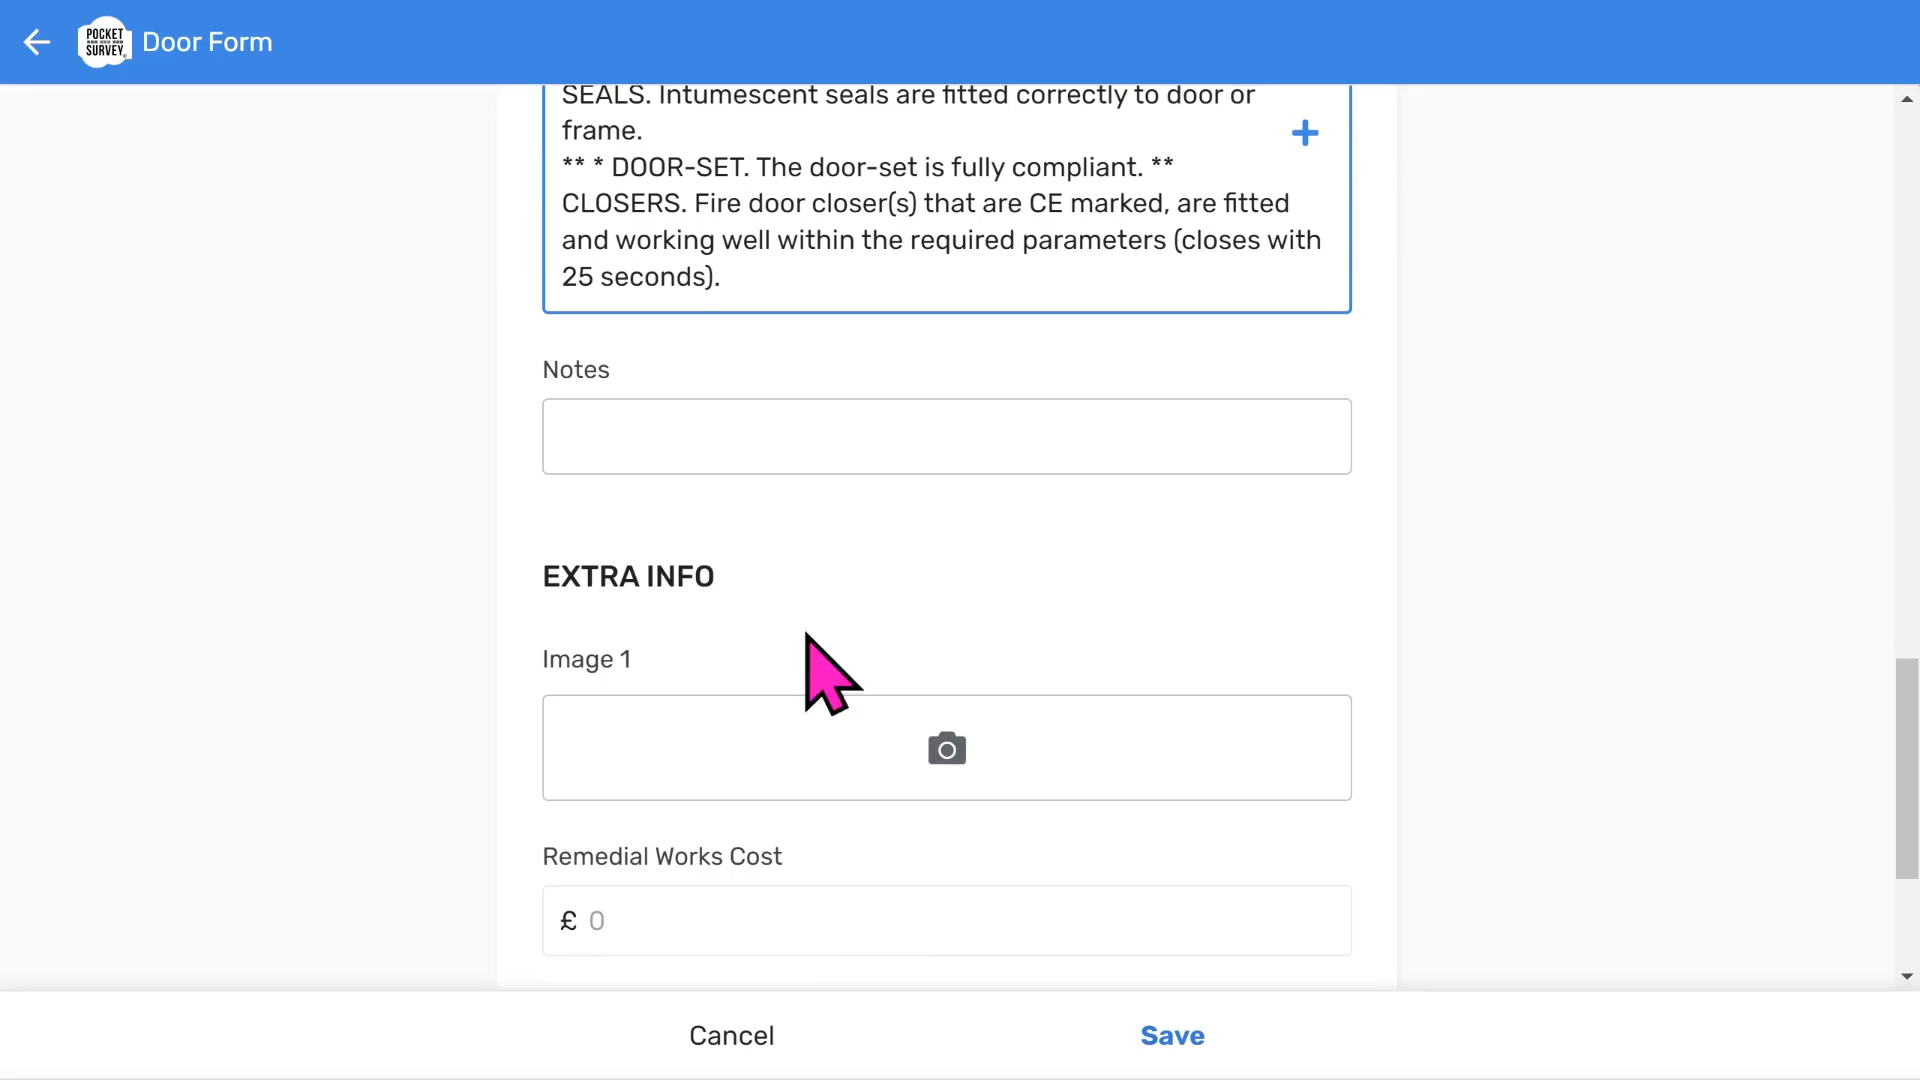 POCKET
SURVEY
Door Form
SEALS. Intumescent seals are fitted correctly to door or
frame.
** * DOOR-SET. The door-set is fully compliant. **
CLOSERS. Fire door closer(s) that are CE marked, are fitted
and working well within the required parameters (closes with
25 seconds).
Notes
EXTRA INFO
Image 1
Remedial Works Cost
£ 0
Cancel
Save